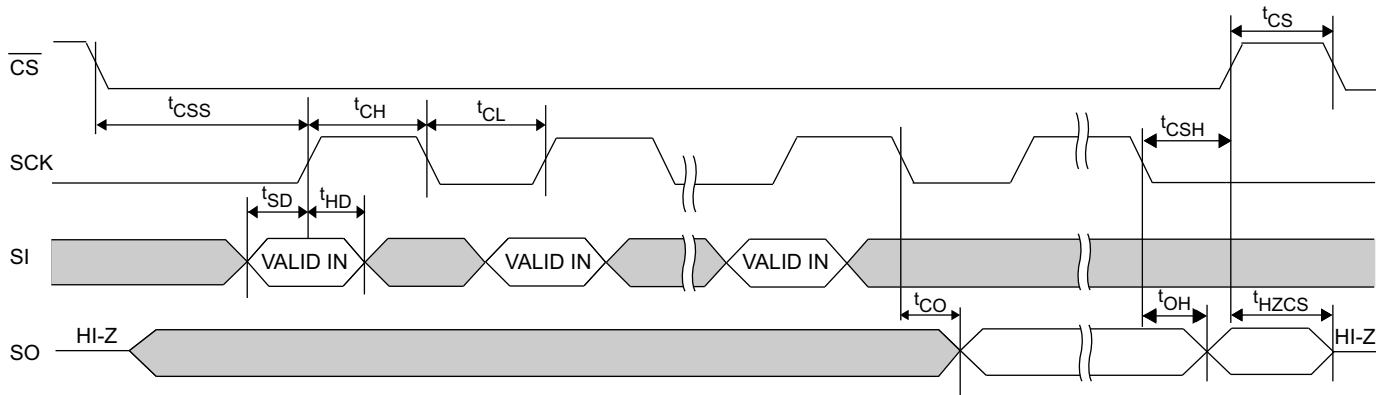 tCS
CS
tCSS
tCH
tCL
tCSH
SCK
tSD
tHD
SI
VALID IN
VALID IN
VALID IN
tCO
tOH
tHZCS
SO
HI-Z
HI-Z